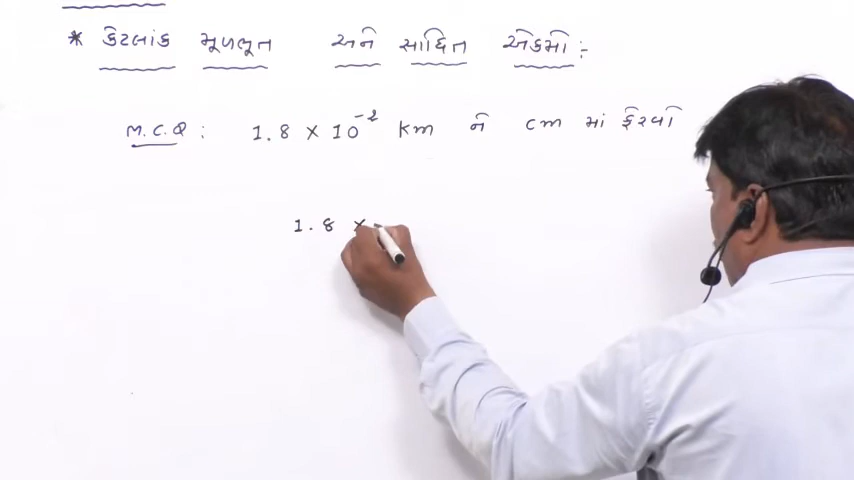 * કેટલાંક મૂળભૂત અને સાધિત એકમો :-
M.C.Q : 1.8 × 10⁻² km ને cm માં ફેરવો
1.8 ×